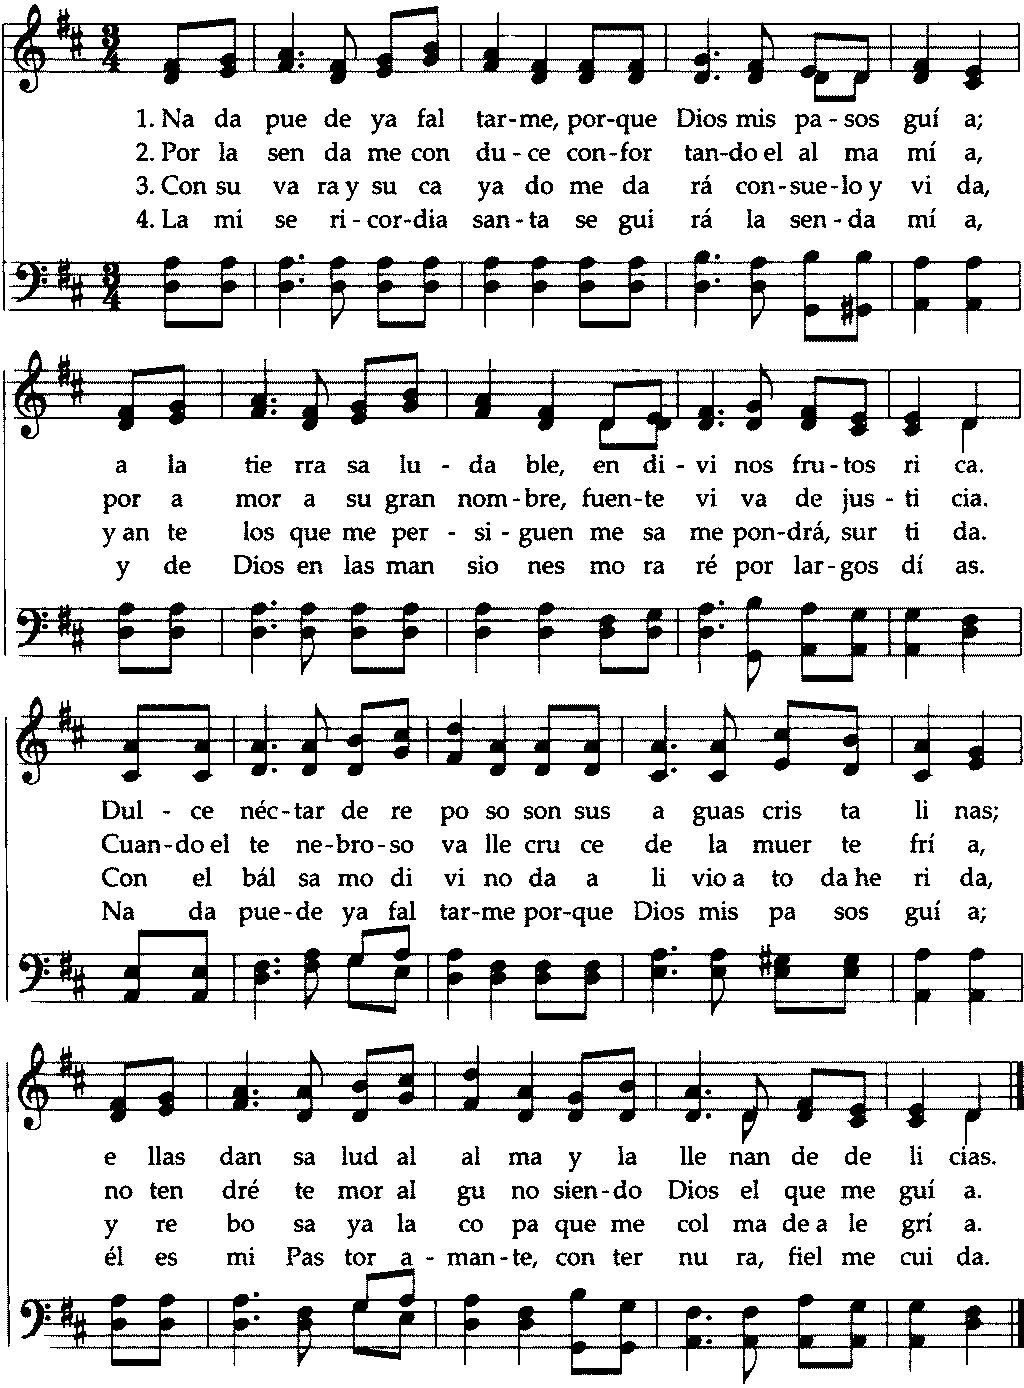 1. Na da pue de ya fal tar-me, por-que Dios mis pa - sos guí a;
2. Por la sen da me con du - ce con-for tan-do el al ma mí a,
3. Con su va ra y su ca ya do me da rá con-sue-lo y vi da,
4. La mi se ri-cor-dia san-ta se gui rá la sen-da mí a,
a la tie rra sa lu - da ble, en di - vi nos fru-tos ri ca.
por a mor a su gran nom-bre, fuen-te vi va de jus - ti cia.
y an te los que me per - si - guen me sa me pon-drá, sur ti da.
y de Dios en las man sio nes mo ra ré por lar-gos dí as.
Dul - ce néc-tar de re po so son sus a guas cris ta li nas;
Cuan-do el te ne-bro-so va lle cru ce de la muer te frí a,
Con el bál sa mo di vi no da a li vio a to da he ri da,
Na da pue-de ya fal tar-me por-que Dios mis pa sos guí a;
e llas dan sa lud al al ma y la lle nan de de li cias.
no ten dré te mor al gu no sien-do Dios el que me guí a.
y re bo sa ya la co pa que me col ma de a le grí a.
él es mi Pas tor a - man-te, con ter nu ra, fiel me cui da.